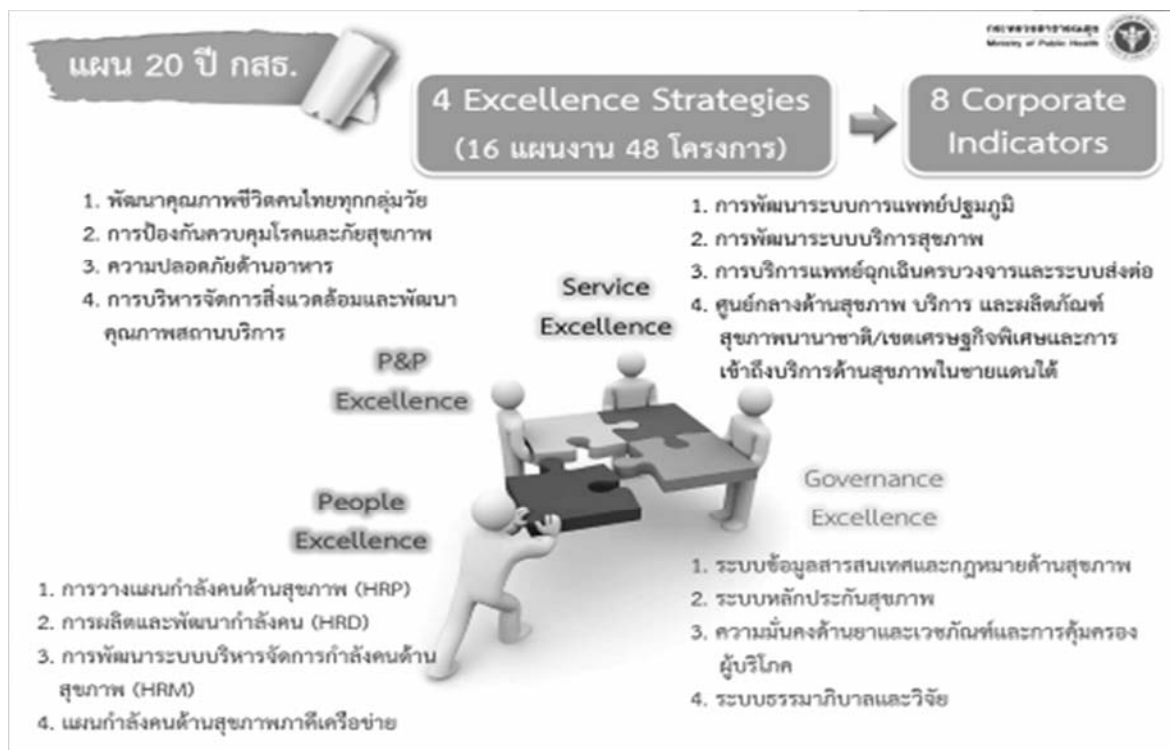 แผน 20 ปี กสธ.
กระทรวงสาธารณสุข
Ministry of Public Health
4 Excellence Strategies
(16 แผนงาน 48 โครงการ)
8 Corporate
Indicators
1. พัฒนาคุณภาพชีวิตคนไทยทุกกลุ่มวัย
2. การป้องกันควบคุมโรคและภัยสุขภาพ
3. ความปลอดภัยด้านอาหาร
4. การบริหารจัดการสิ่งแวดล้อมและพัฒนา
คุณภาพสถานบริการ
P&P
Excellence
Service
Excellence
1. การพัฒนาระบบการแพทย์ปฐมภูมิ
2. การพัฒนาระบบบริการสุขภาพ
3. การบริการแพทย์ฉุกเฉินครบวงจรและระบบส่งต่อ
4. ศูนย์กลางด้านสุขภาพ บริการ และผลิตภัณฑ์
สุขภาพนานาชาติ/เขตเศรษฐกิจพิเศษและการ
เข้าถึงบริการด้านสุขภาพในชายแดนใต้
People
Excellence
1. การวางแผนกำลังคนด้านสุขภาพ (HRP)
2. การผลิตและพัฒนากำลังคน (HRD)
3. การพัฒนาระบบบริหารจัดการกำลังคนด้าน
สุขภาพ (HRM)
4. แผนกำลังคนด้านสุขภาพภาคีเครือข่าย
Governance
Excellence
1. ระบบข้อมูลสารสนเทศและกฎหมายด้านสุขภาพ
2. ระบบหลักประกันสุขภาพ
3. ความมั่นคงด้านยาและเวชภัณฑ์และการคุ้มครอง
ผู้บริโภค
4. ระบบธรรมาภิบาลและวิจัย